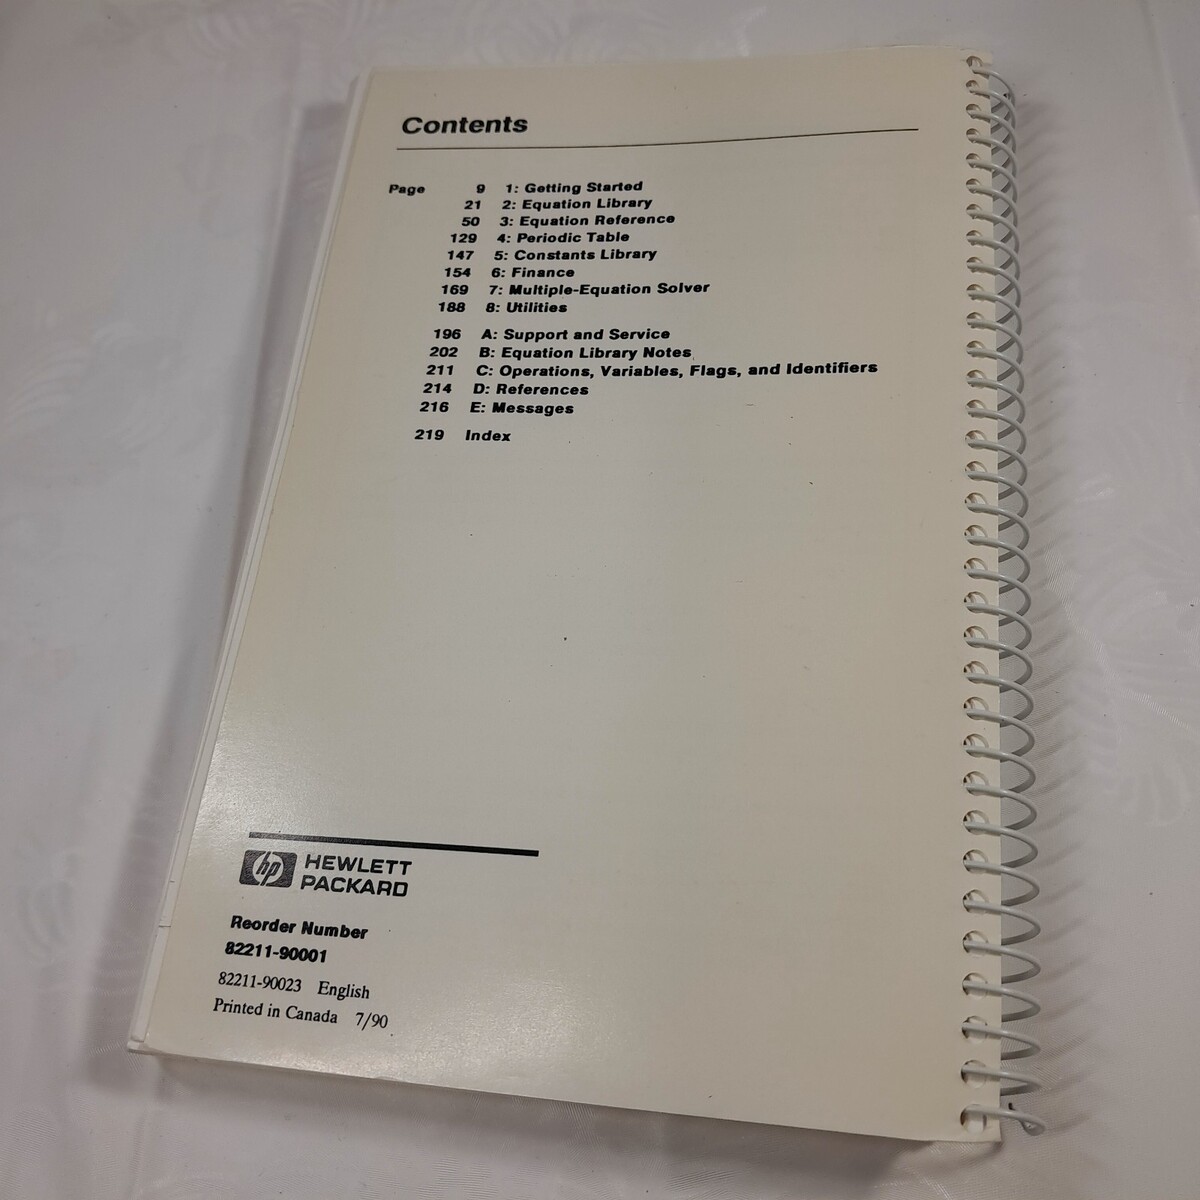 Contents
Page 9 1: Getting Started
21 2: Equation Library
50 3: Equation Reference
129 4: Periodic Table
147 5: Constants Library
154 6: Finance
169 7: Multiple-Equation Solver
188 8: Utilities
196 A: Support and Service
202 B: Equation Library Notes
211 C: Operations, Variables, Flags, and Identifiers
214 D: References
216 E: Messages
219 Index
hp HEWLETT
PACKARD
Reorder Number
82211-90001
82211-90023 English
Printed in Canada 7/90